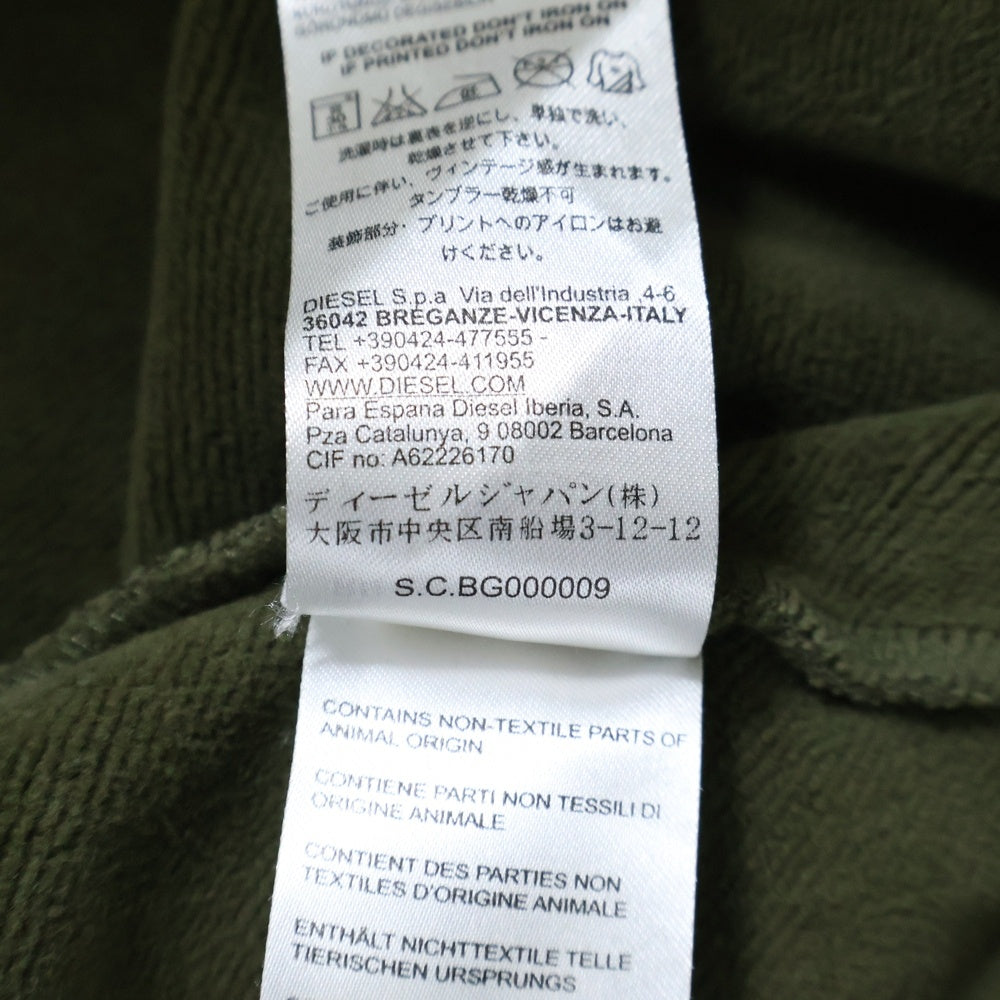 IF DECORATED DON'T IRON ON
IF PRINTED DON'T IRON ON
洗濯時は裏表を逆にし、単独で洗い、
乾燥させて下さい。
ご使用に伴い、ヴィンテージ感が生まれます。
タンブラー乾燥不可
装飾部分・プリントへのアイロンはお避
けください。
DIESEL S.p.a Via dell'Industria ,4-6
36042 BREGANZE-VICENZA-ITALY
TEL +390424-477555 -
FAX +390424-411955
WWW.DIESEL.COM
Para Espana Diesel Iberia, S.A.
Pza Catalunya, 9 08002 Barcelona
CIF no: A62226170
ディーゼルジャパン(株)
大阪市中央区南船場3-12-12
S.C.BG000009
CONTAINS NON-TEXTILE PARTS OF
ANIMAL ORIGIN
CONTIENE PARTI NON TESSILI DI
ORIGINE ANIMALE
CONTIENT DES PARTIES NON
TEXTILES D'ORIGINE ANIMALE
ENTHÄLT NICHTTEXTILE TELLE
TIERISCHEN URSPRUNGS